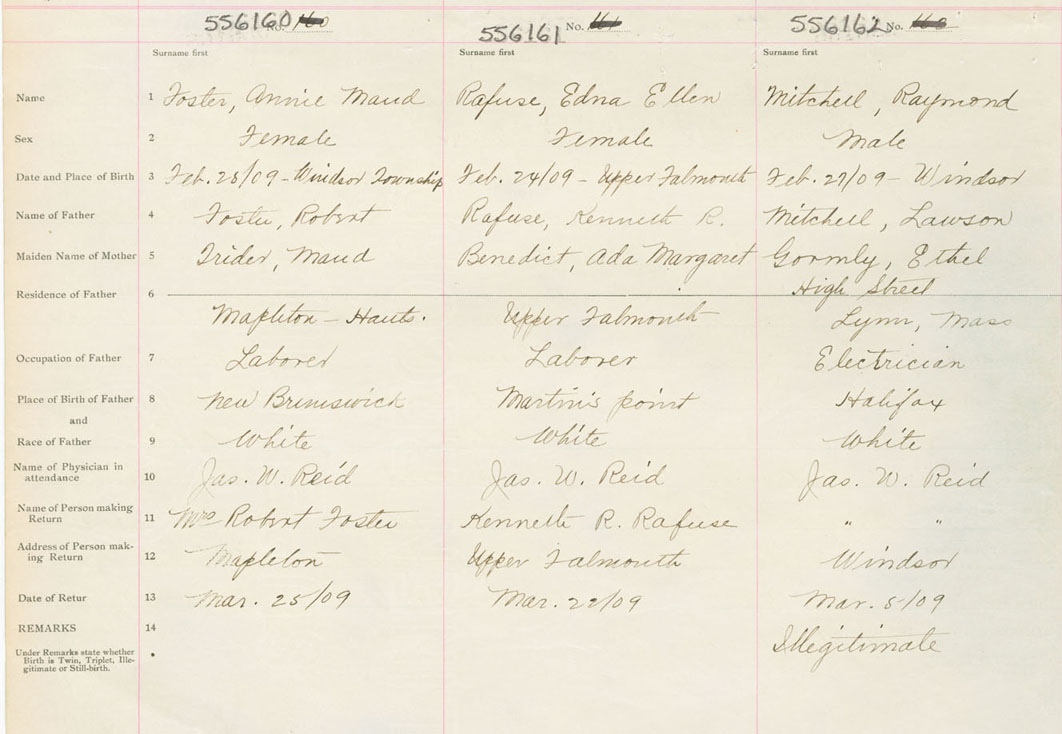 556160 No. 160 556161 No. 161 556162 No.
Surname first Surname first Surname first
Name 1 Foster, Annie Maud Rafuse, Edna Ellen Mitchell, Raymond
Sex 2 Female Female Male
Date and Place of Birth 3 Feb. 25/09 - Windsor Township Feb. 24/09 - Upper Falmouth Feb. 27/09 - Windsor
Name of Father 4 Foster, Robert Rafuse, Kenneth R. Mitchell, Lawson
Maiden Name of Mother 5 Trider, Maud Benedict, Ada Margaret Gormly, Ethel
Residence of Father 6 High Street
Mapleton - Hants. Upper Falmouth Lynn, Mass
Occupation of Father 7 Laborer Laborer Electrician
Place of Birth of Father 8 New Brunswick Martin's point Halifax
and
Race of Father 9 White White White
Name of Physician in
attendance 10 Jas. W. Reid Jas. W. Reid Jas. W. Reid
Name of Person making
Return 11 Mrs Robert Foster Kenneth R. Rafuse " "
Address of Person mak-
ing Return 12 Mapleton Upper Falmouth Windsor
Date of Retur 13 Mar. 25/09 Mar. 22/09 Mar. 5/09
REMARKS 14 Illegitimate
Under Remarks state whether
Birth is Twin, Triplet, Ille-
gitimate or Still-birth.